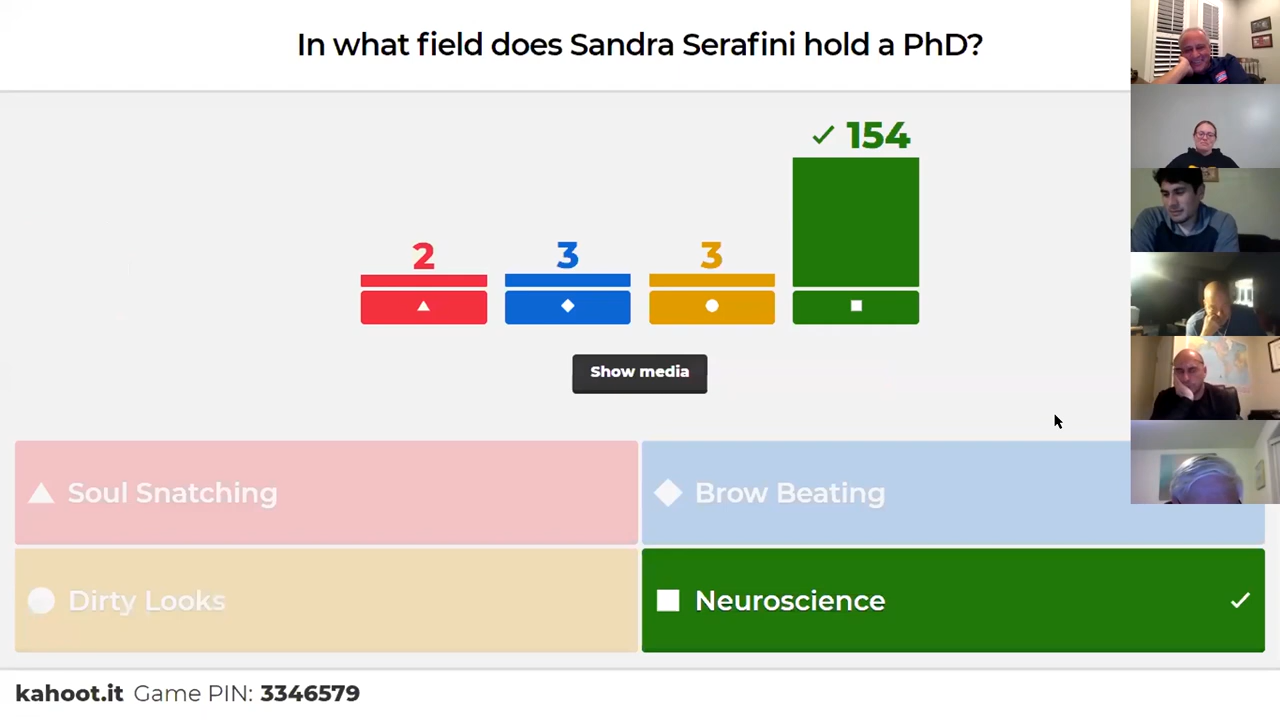 In what field does Sandra Serafini hold a PhD?
154
2
3
3
Show media
Soul Snatching
Brow Beating
Dirty Looks
Neuroscience
kahoot.it Game PIN: 3346579